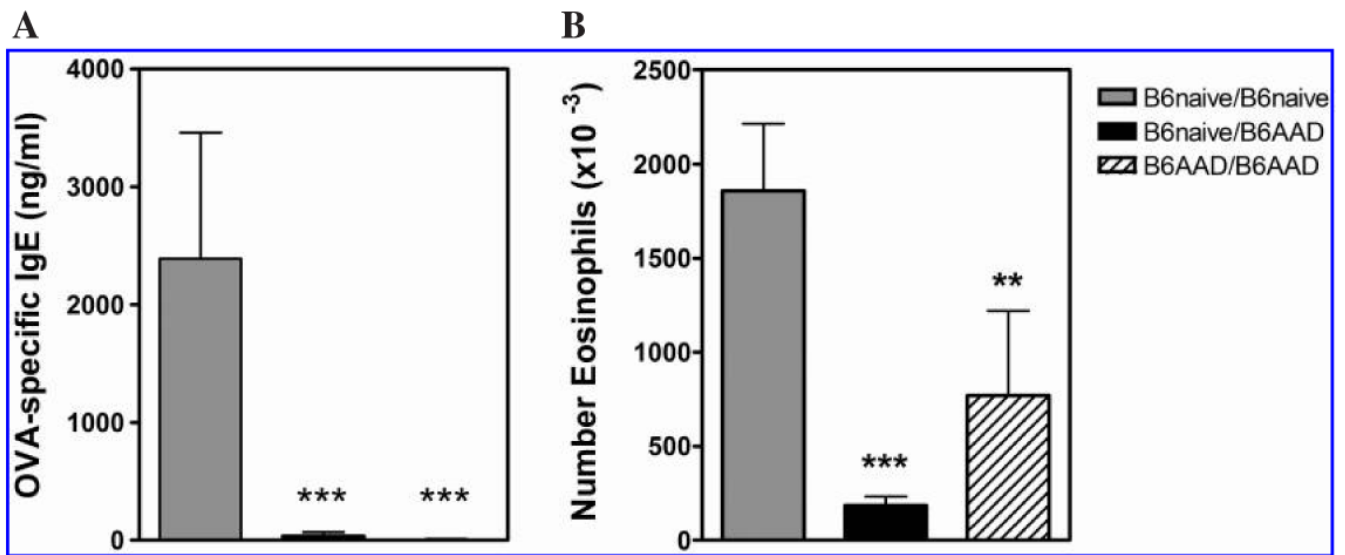 A
B
OVA-specific IgE (ng/ml)
4000
3000
2000
1000
0
***
***
Number Eosinophils (x10 -3)
2500
2000
1500
1000
500
0
***
**
B6naive/B6naive
B6naive/B6AAD
B6AAD/B6AAD